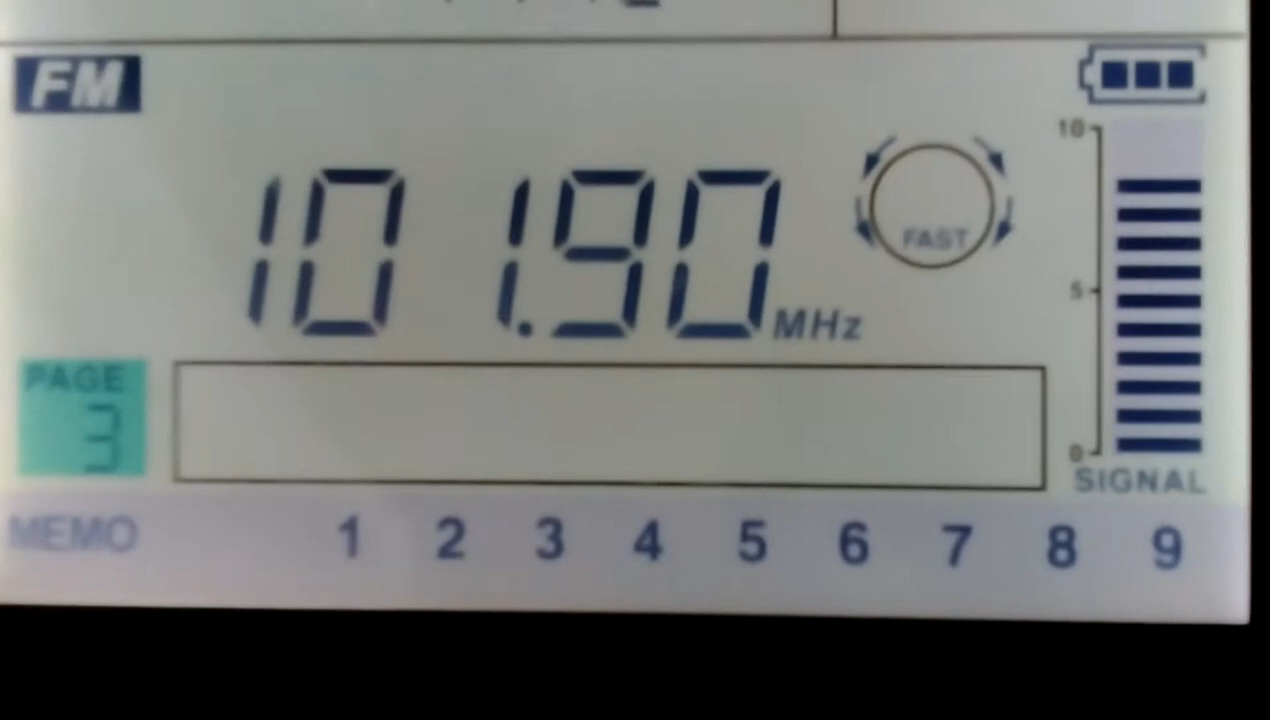 FM
10
101.90 MHz
FAST
5
PAGE
3
0
SIGNAL
MEMO 1 2 3 4 5 6 7 8 9